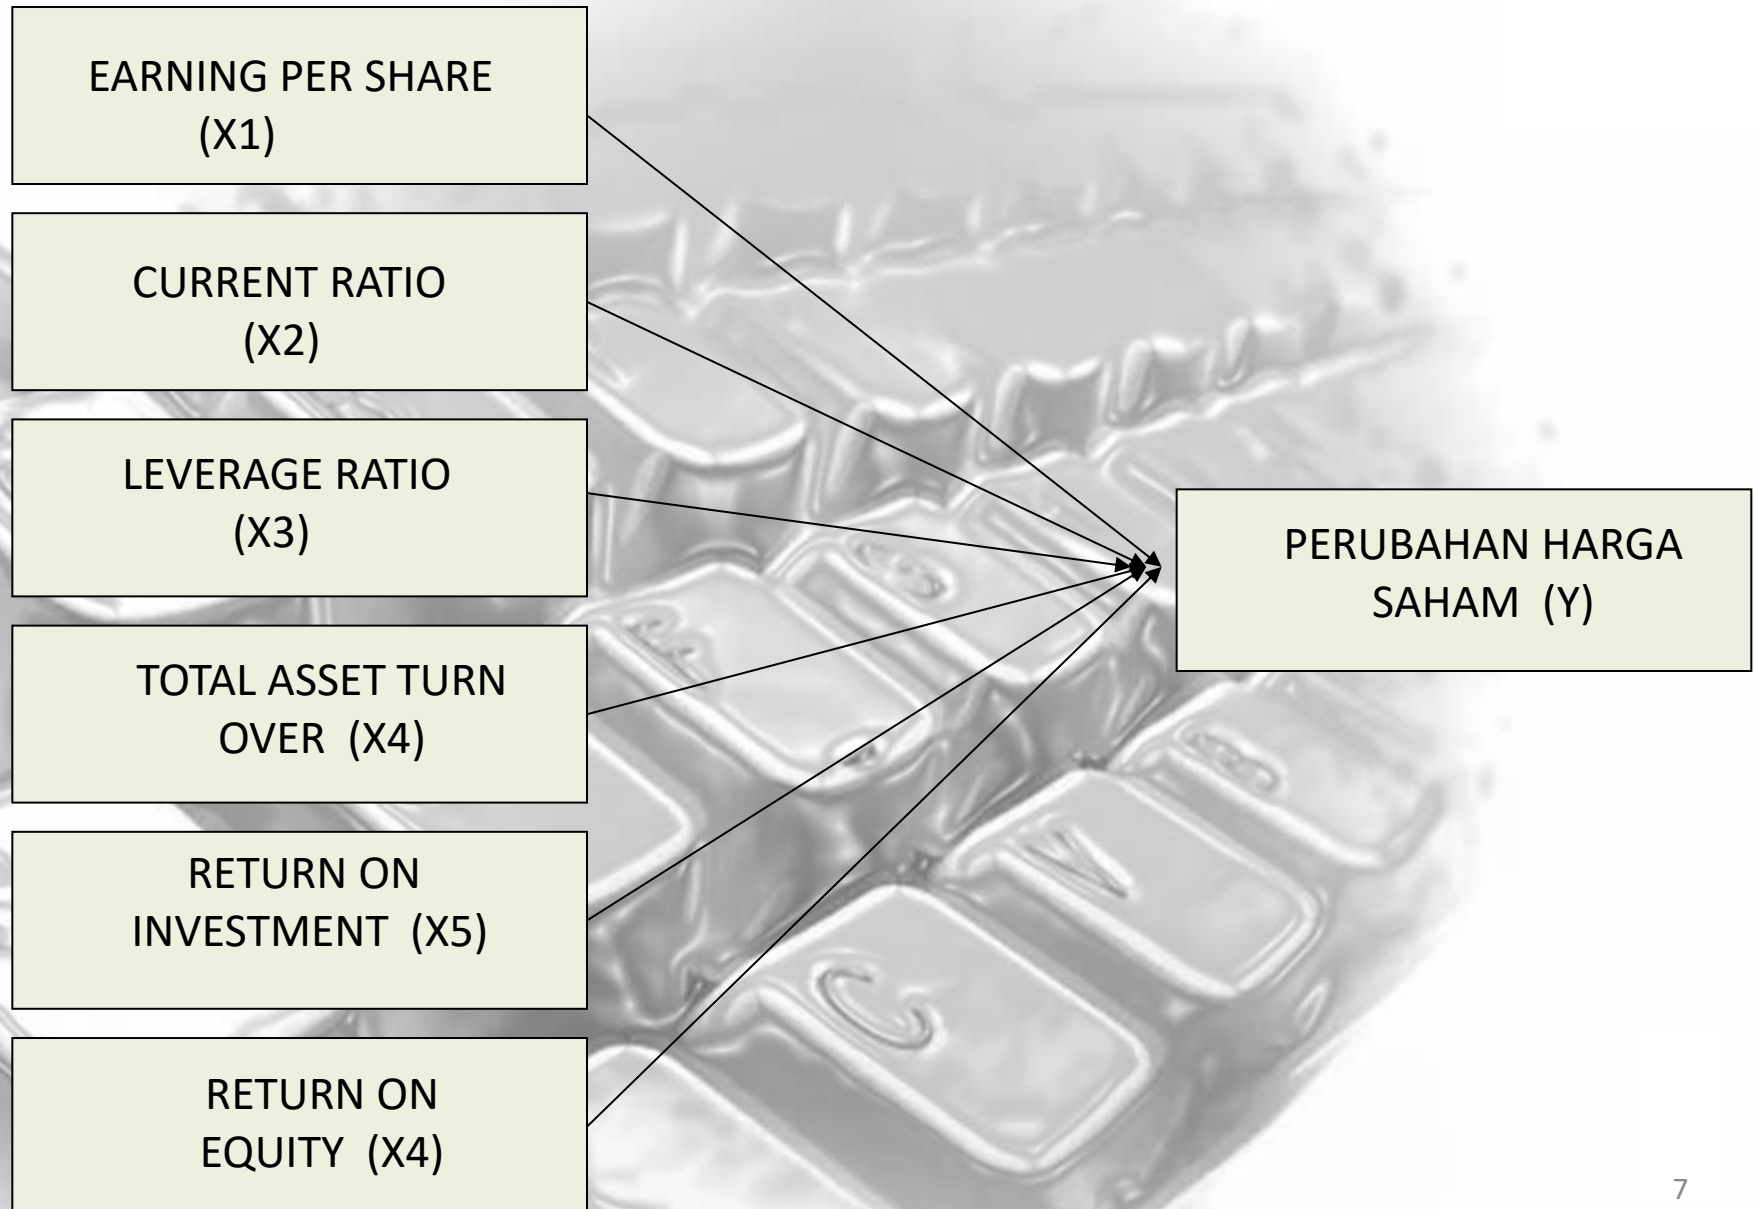 EARNING PER SHARE
(X1)
CURRENT RATIO
(X2)
LEVERAGE RATIO
(X3)
TOTAL ASSET TURN
OVER (X4)
RETURN ON
INVESTMENT (X5)
RETURN ON
EQUITY (X4)
PERUBAHAN HARGA
SAHAM (Y)
C
V
7